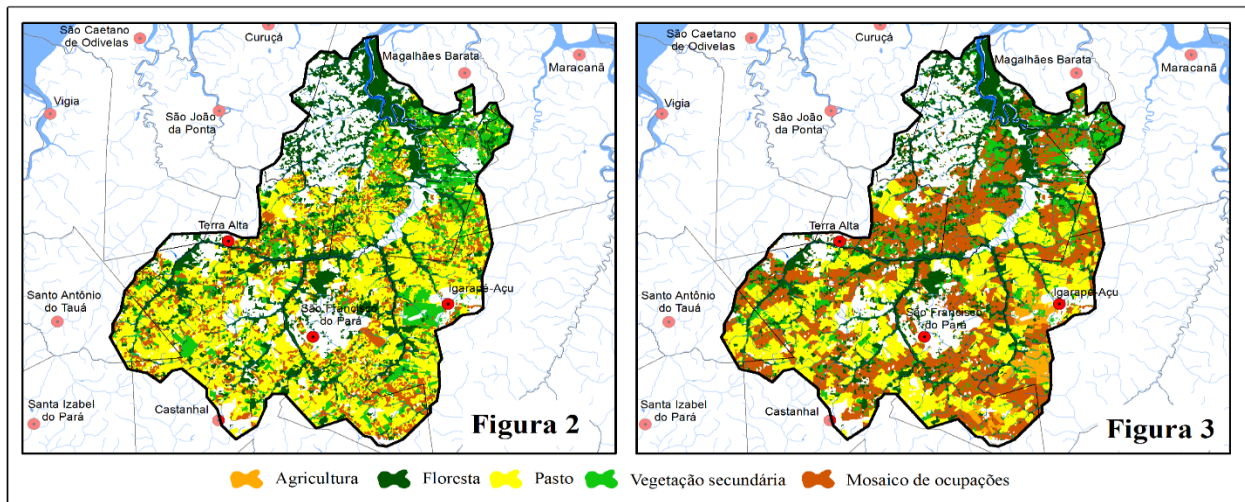 São Caetano
de Odivelas
Curuçá
Magalhães Barata
Maracanã
Vigia
São João
da Ponta
Terra Alta
Santo Antônio
do Tauá
Igarapé-Açu
São Francisco
do Pará
Santa Izabel
do Pará
Castanhal
Figura 2
São Caetano
de Odivelas
Curuçá
Magalhães Barata
Maracanã
Vigia
São João
da Ponta
Terra Alta
Santo Antônio
do Tauá
Igarapé-Açu
São Francisco
do Pará
Santa Izabel
do Pará
Castanhal
Figura 3
Agricultura Floresta Pasto Vegetação secundária Mosaico de ocupações